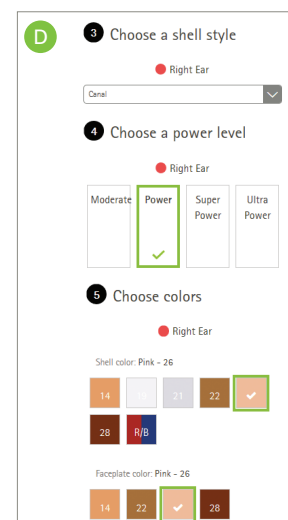 D
3 Choose a shell style
Right Ear
Canal
4 Choose a power level
Right Ear
Moderate Power Super Power Ultra Power
5 Choose colors
Right Ear
Shell color: Pink - 26
14 21 22
28 R/B
Faceplate color: Pink - 26
14 22 28